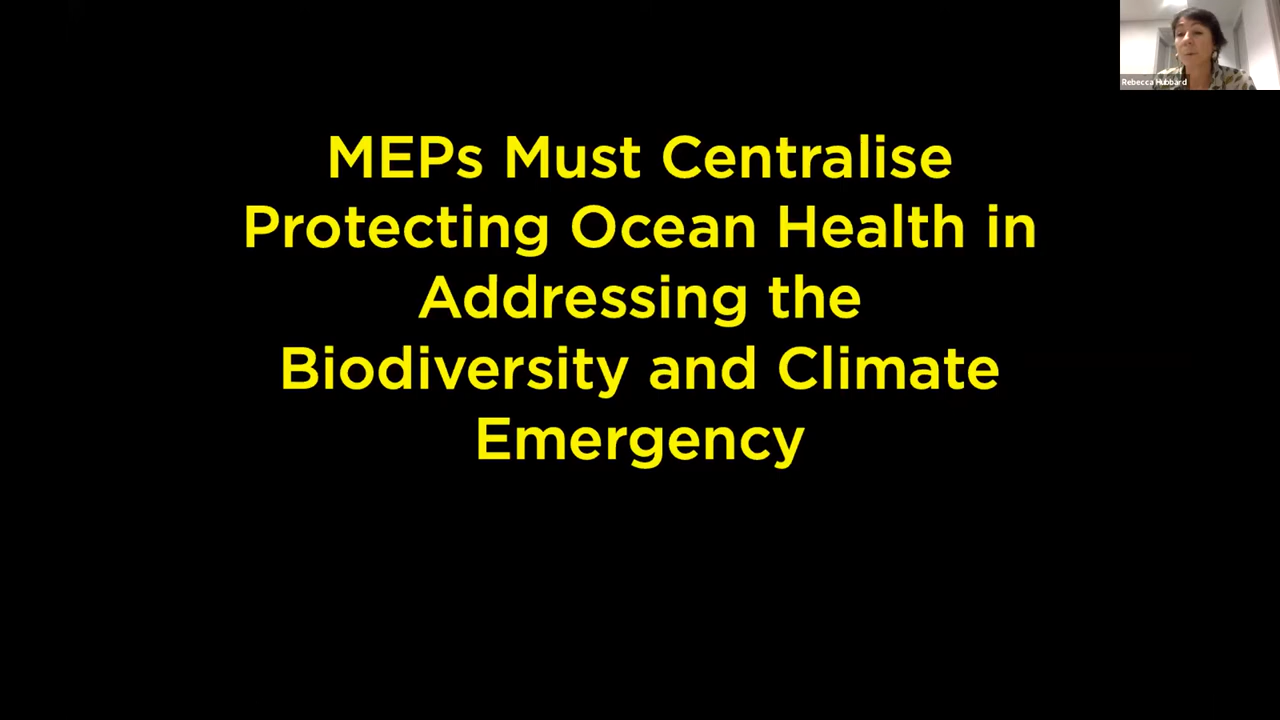 Rebecca Hubbard
MEPs Must Centralise
Protecting Ocean Health in
Addressing the
Biodiversity and Climate
Emergency